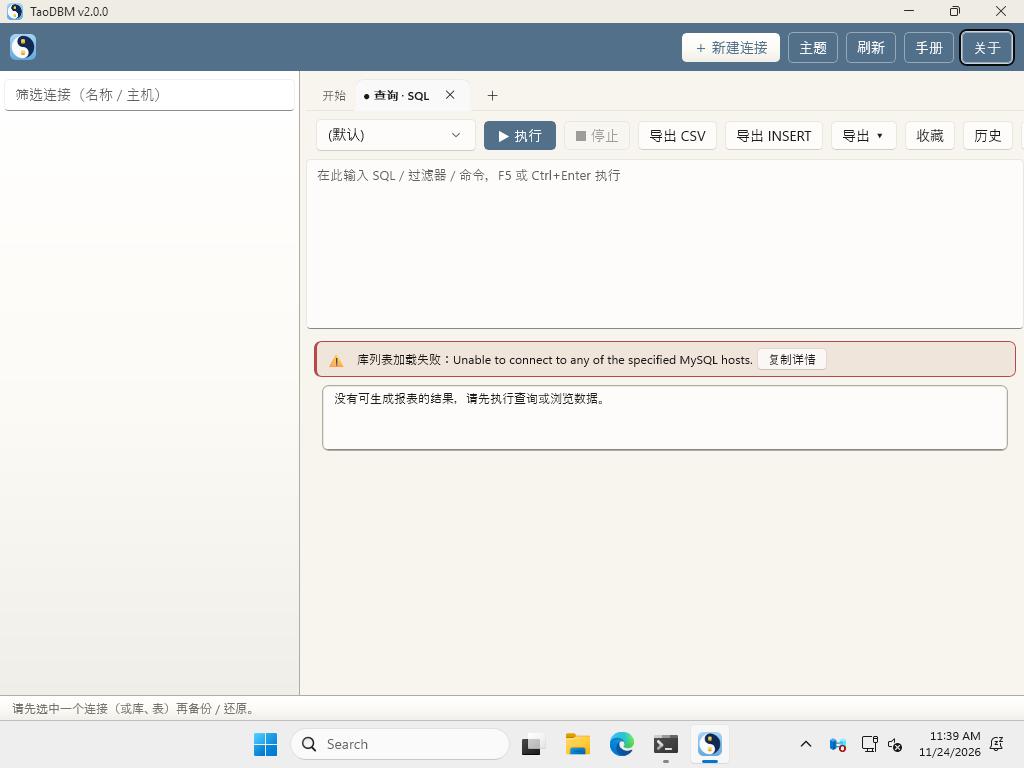 TaoDBM v2.0.0
+ 新建连接
主题
刷新
手册
关于
筛选连接（名称 / 主机）
开始
● 查询 · SQL
(默认)
执行
停止
导出 CSV
导出 INSERT
导出 ▾
收藏
历史
在此输入 SQL / 过滤器 / 命令，F5 或 Ctrl+Enter 执行
库列表加载失败：Unable to connect to any of the specified MySQL hosts.
复制详情
没有可生成报表的结果，请先执行查询或浏览数据。
请先选中一个连接（或库、表）再备份 / 还原。
Search
11:39 AM
11/24/2026